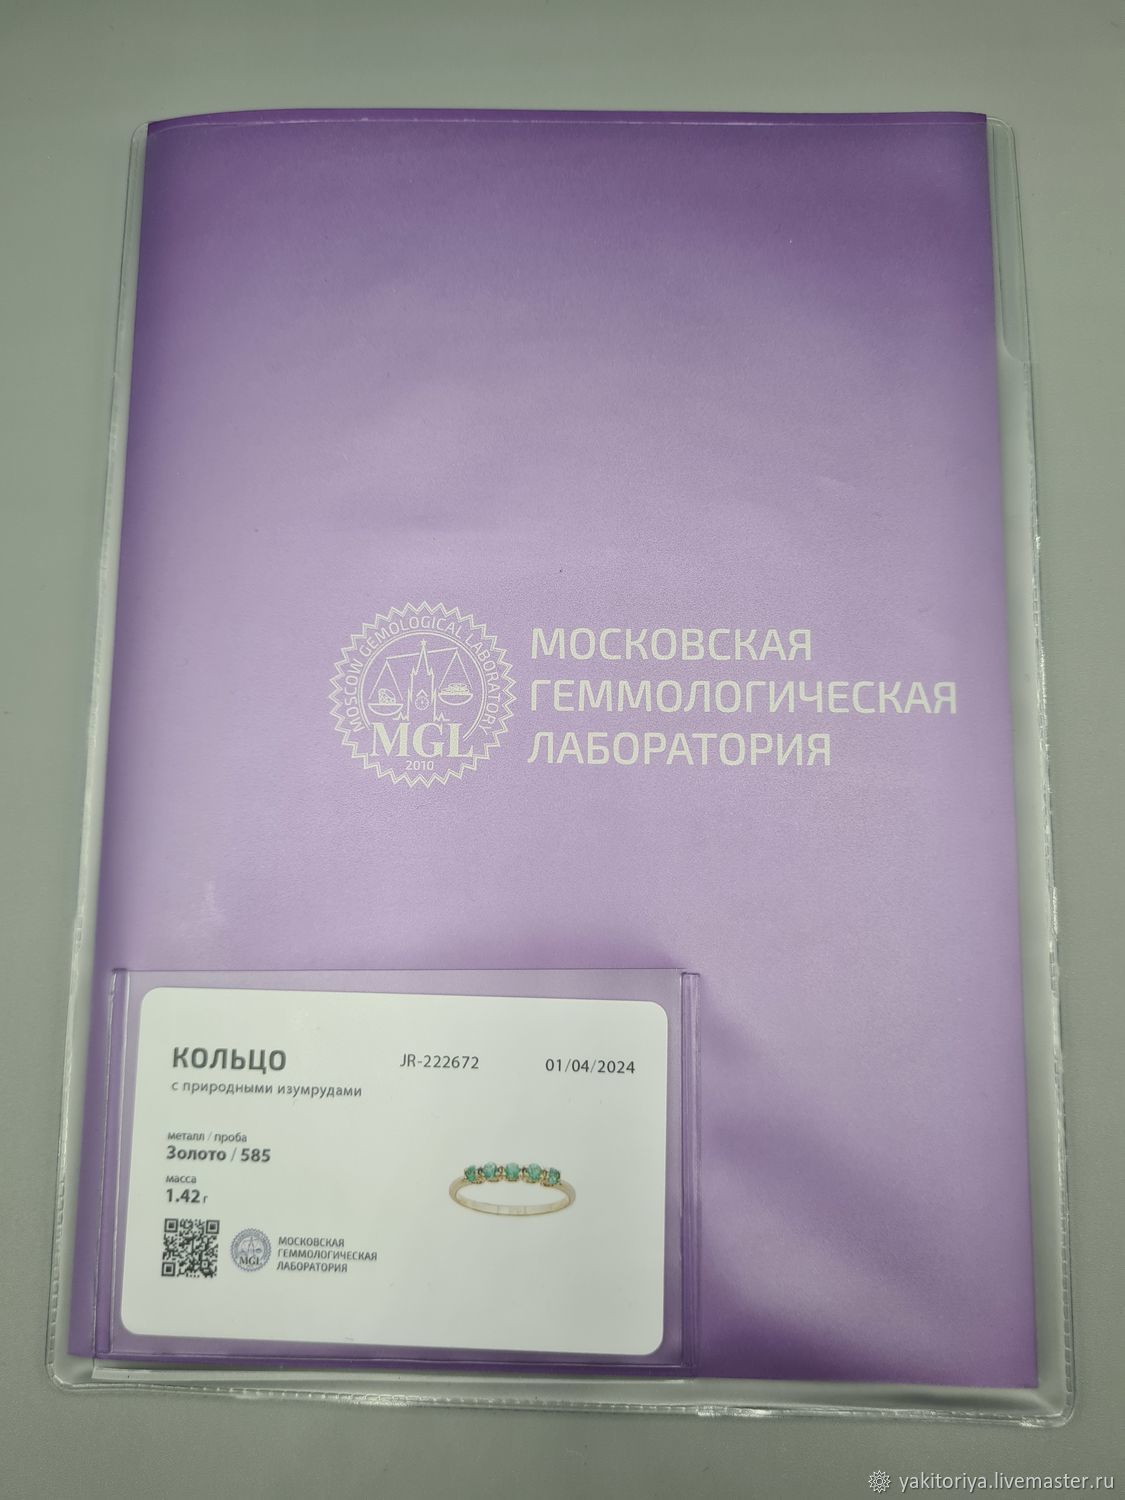 MOSCOW GEMOLOGICAL LABORATORY
MGL
2010
МОСКОВСКАЯ
ГЕММОЛОГИЧЕСКАЯ
ЛАБОРАТОРИЯ
КОЛЬЦО
JR-222672
01/04/2024
с природными изумрудами
металл / проба
Золото / 585
масса
1.42 г
MGL
МОСКОВСКАЯ
ГЕММОЛОГИЧЕСКАЯ
ЛАБОРАТОРИЯ
yakitoriya.livemaster.ru